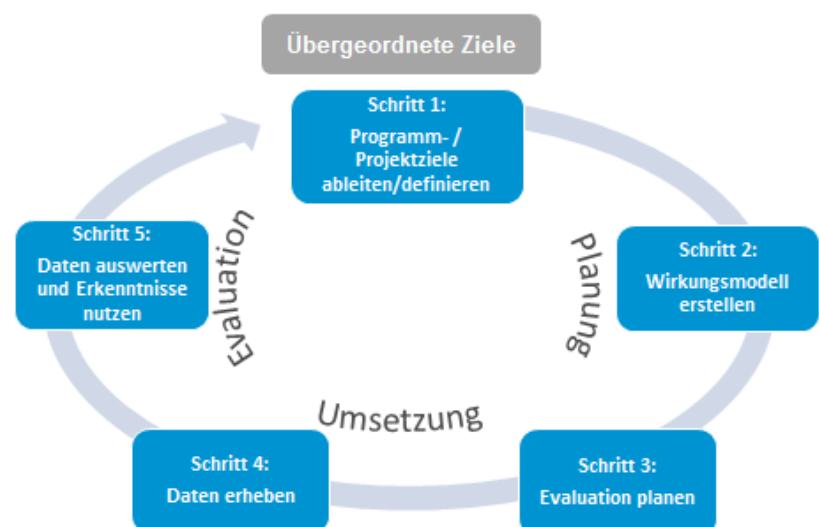 Übergeordnete Ziele
Schritt 1:
Programm- /
Projektziele
ableiten/definieren
Schritt 2:
Wirkungsmodell
erstellen
Schritt 3:
Evaluation planen
Schritt 4:
Daten erheben
Schritt 5:
Daten auswerten
und Erkenntnisse
nutzen
Planung
Umsetzung
Evaluation